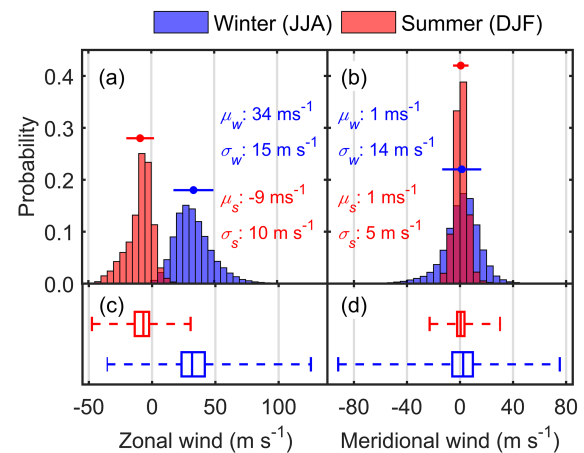 Winter (JJA) Summer (DJF)
(a) (b)
Probability
0.4
0.3
0.2
0.1
0.0
μw: 34 ms⁻¹
σw: 15 m s⁻¹
μs: -9 ms⁻¹
σs: 10 m s⁻¹
μw: 1 ms⁻¹
σw: 14 m s⁻¹
μs: 1 ms⁻¹
σs: 5 m s⁻¹
(c) (d)
-50 0 50 100 -80 -40 0 40 80
Zonal wind (m s⁻¹) Meridional wind (m s⁻¹)